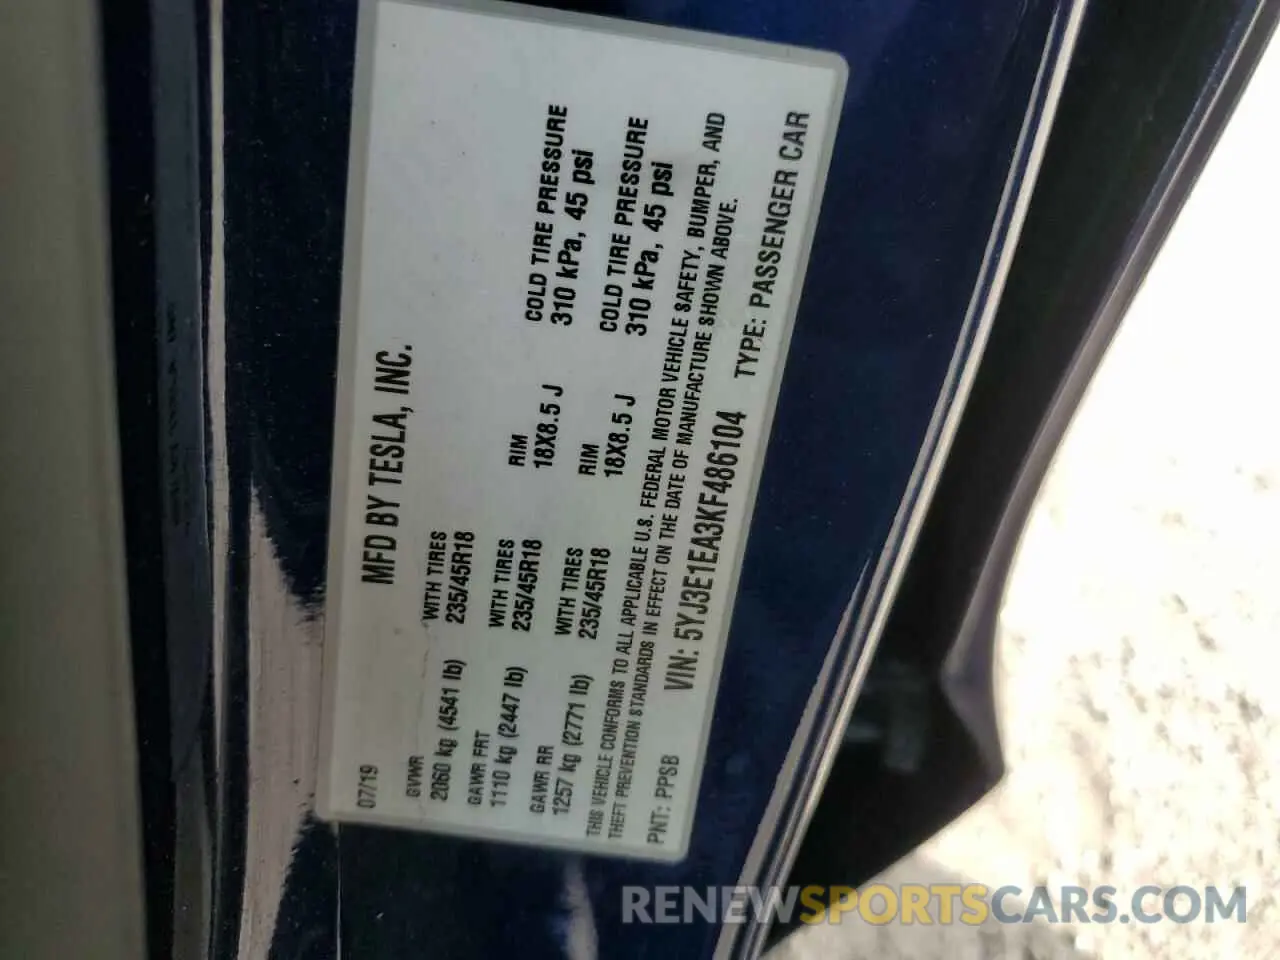 07/19 MFD BY TESLA, INC.
GVWR WITH TIRES
2060 kg (4541 lb) 235/45R18
GAWR FRT WITH TIRES RIM COLD TIRE PRESSURE
1110 kg (2447 lb) 235/45R18 18X8.5 J 310 kPa, 45 psi
GAWR RR WITH TIRES RIM COLD TIRE PRESSURE
1257 kg (2771 lb) 235/45R18 18X8.5 J 310 kPa, 45 psi
THIS VEHICLE CONFORMS TO ALL APPLICABLE U.S. FEDERAL MOTOR VEHICLE SAFETY, BUMPER, AND
THEFT PREVENTION STANDARDS IN EFFECT ON THE DATE OF MANUFACTURE SHOWN ABOVE.
PNT: PPSB VIN: 5YJ3E1EA3KF486104 TYPE: PASSENGER CAR
RENEWSPORTSCARS.COM